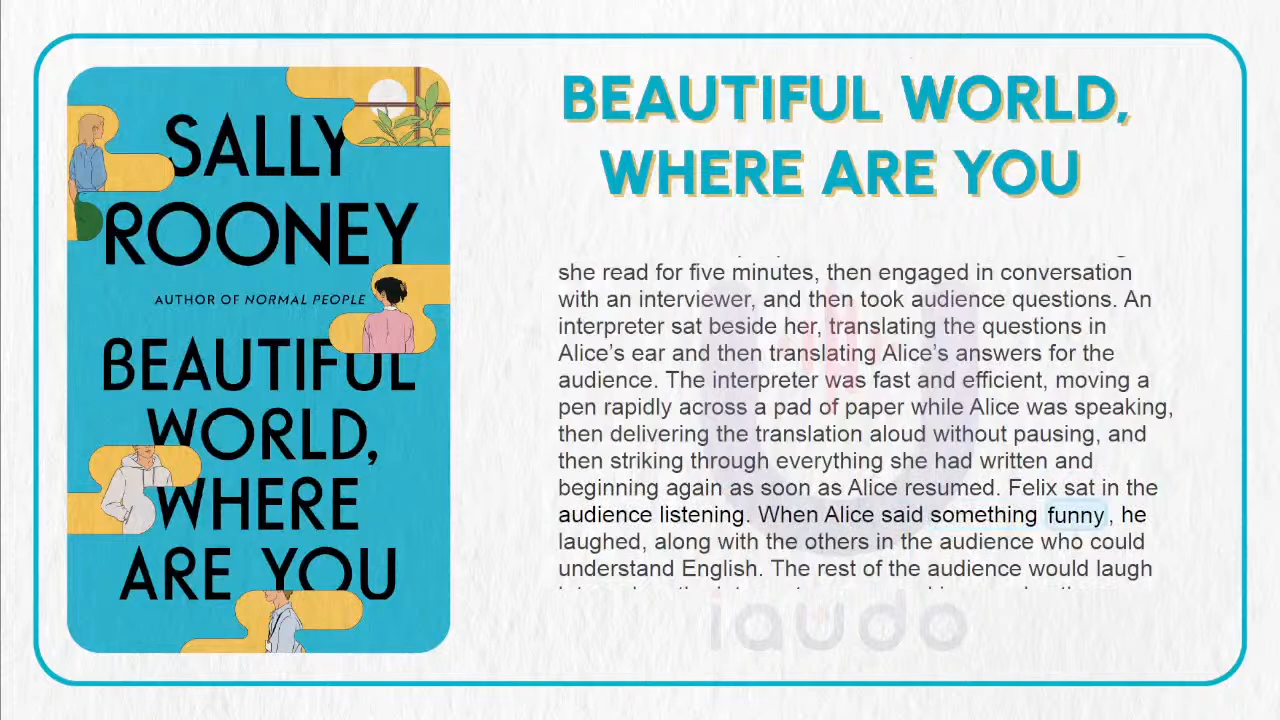 SALLY
ROONEY
AUTHOR OF NORMAL PEOPLE
BEAUTIFUL
WORLD,
WHERE
ARE YOU
BEAUTIFUL WORLD,
WHERE ARE YOU
she read for five minutes, then engaged in conversation
with an interviewer, and then took audience questions. An
interpreter sat beside her, translating the questions in
Alice’s ear and then translating Alice’s answers for the
audience. The interpreter was fast and efficient, moving a
pen rapidly across a pad of paper while Alice was speaking,
then delivering the translation aloud without pausing, and
then striking through everything she had written and
beginning again as soon as Alice resumed. Felix sat in the
audience listening. When Alice said something funny, he
laughed, along with the others in the audience who could
understand English. The rest of the audience would laugh
iaudo